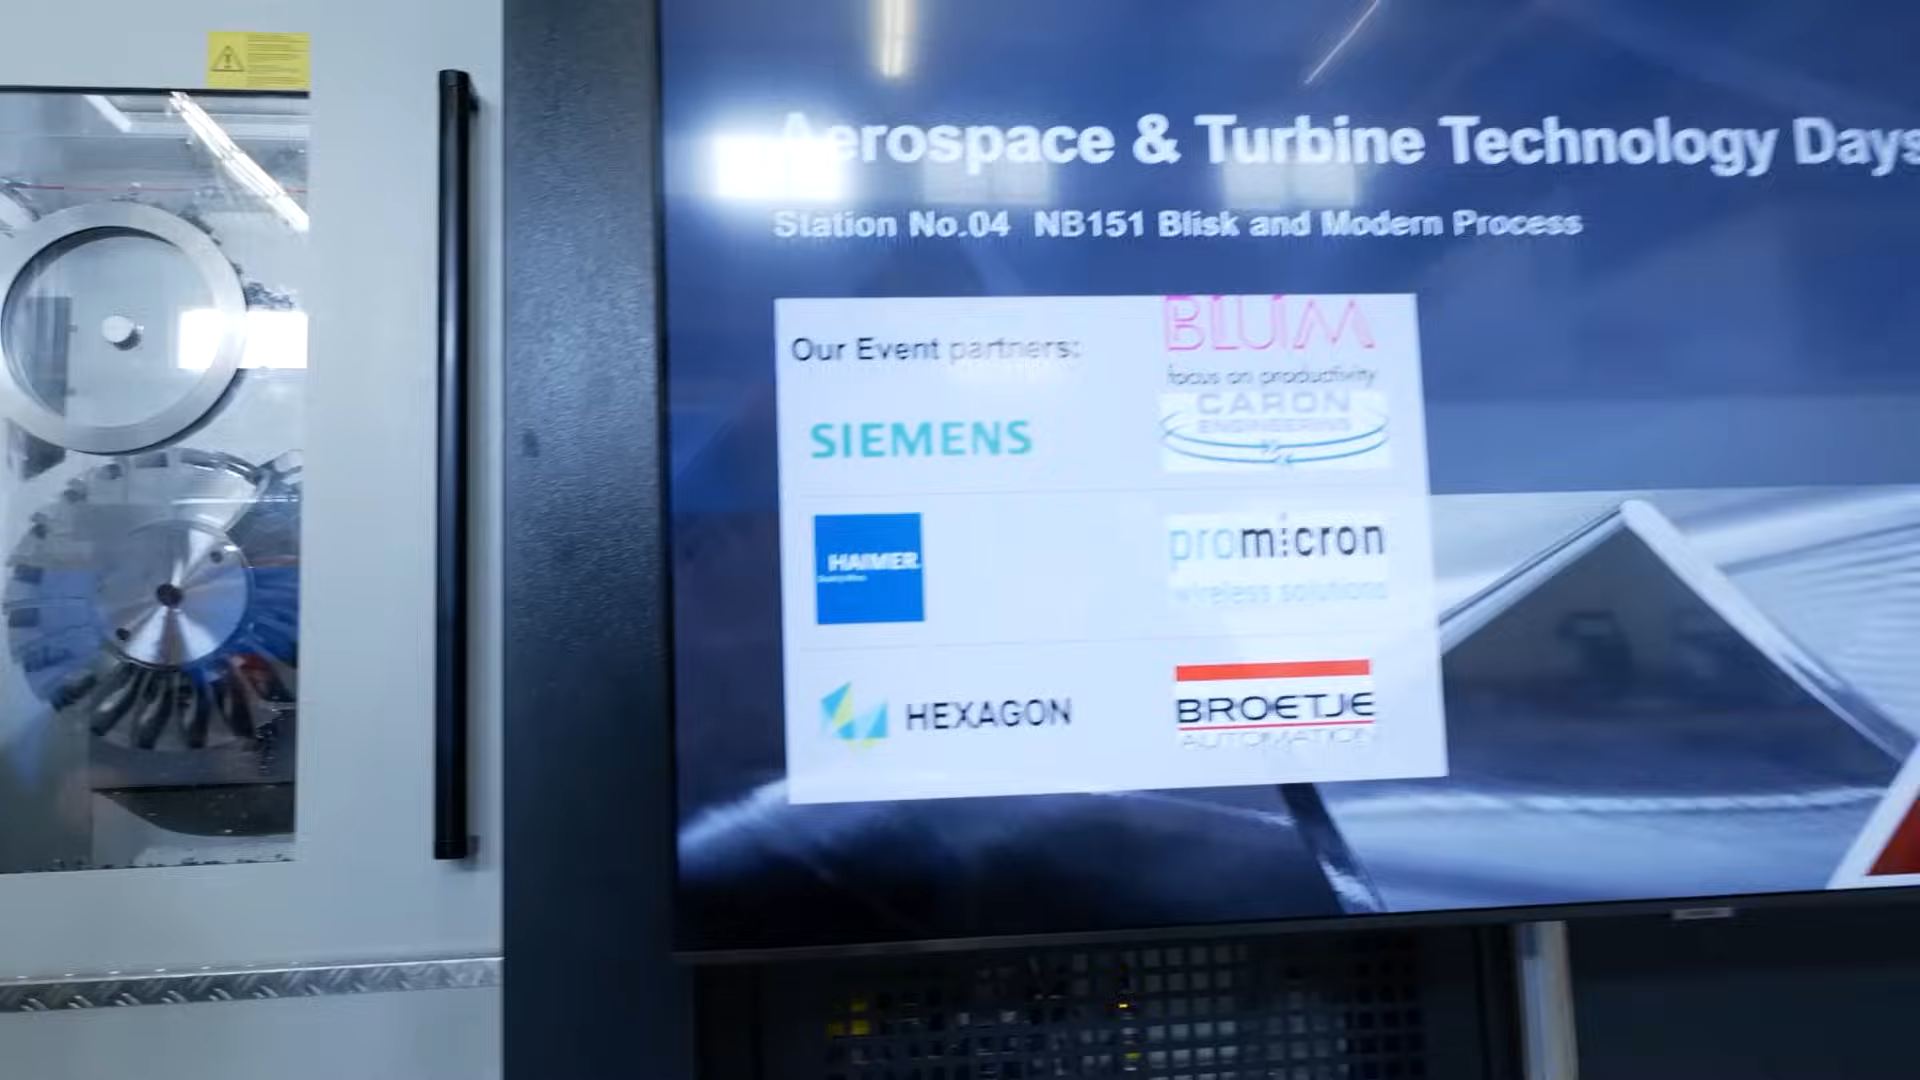 Aerospace & Turbine Technology Days
Station No.04 NB151 Blisk and Modern Process
Our Event partners:
SIEMENS
HAIMER
HEXAGON
BLUM
focus on productivity
CARON
ENGINEERING
promicron
wireless solutions
BROETJE
AUTOMATION